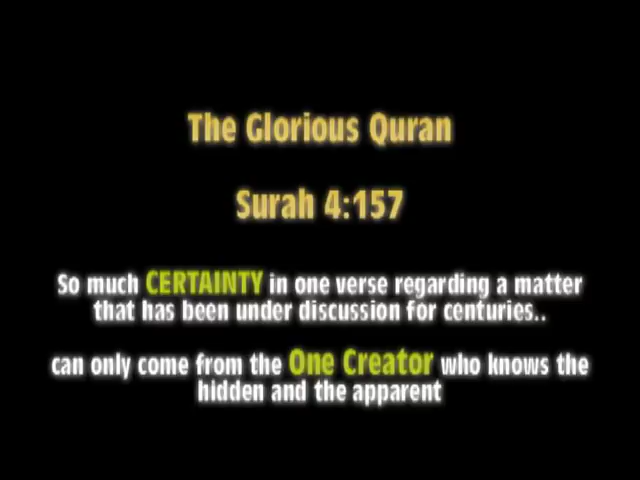 The Glorious Quran
Surah 4:157
So much CERTAINTY in one verse regarding a matter
that has been under discussion for centuries..
can only come from the One Creator who knows the
hidden and the apparent